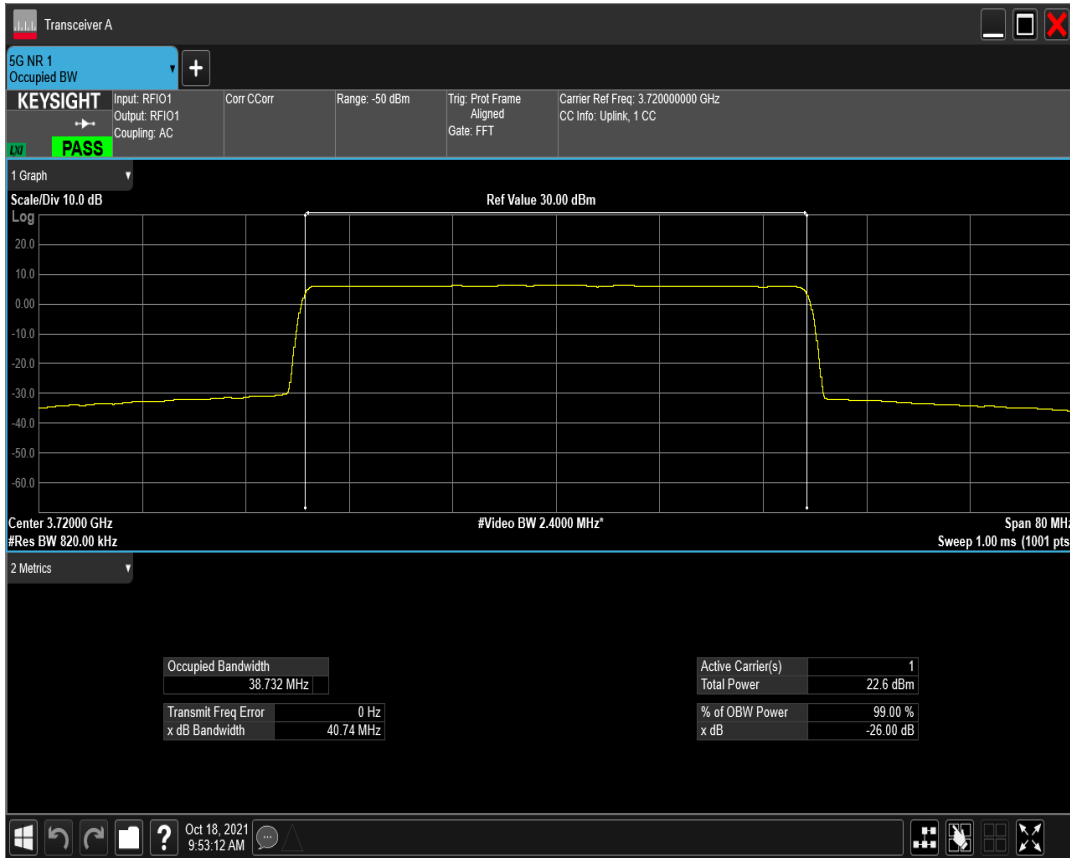 Transceiver A
5G NR 1
Occupied BW
KEYSIGHT
LXI
PASS
Input: RFIO1
Output: RFIO1
Coupling: AC
Corr CCorr
Range: -50 dBm
Trig: Prot Frame
Aligned
Gate: FFT
Carrier Ref Freq: 3.720000000 GHz
CC Info: Uplink, 1 CC
1 Graph
Scale/Div 10.0 dB
Ref Value 30.00 dBm
Log
20.0
10.0
0.00
-10.0
-20.0
-30.0
-40.0
-50.0
-60.0
Center 3.72000 GHz
#Video BW 2.4000 MHz*
Span 80 MHz
#Res BW 820.00 kHz
Sweep 1.00 ms (1001 pts
2 Metrics
Occupied Bandwidth
38.732 MHz
Transmit Freq Error 0 Hz
x dB Bandwidth 40.74 MHz
Active Carrier(s) 1
Total Power 22.6 dBm
% of OBW Power 99.00 %
x dB -26.00 dB
?
Oct 18, 2021
9:53:12 AM